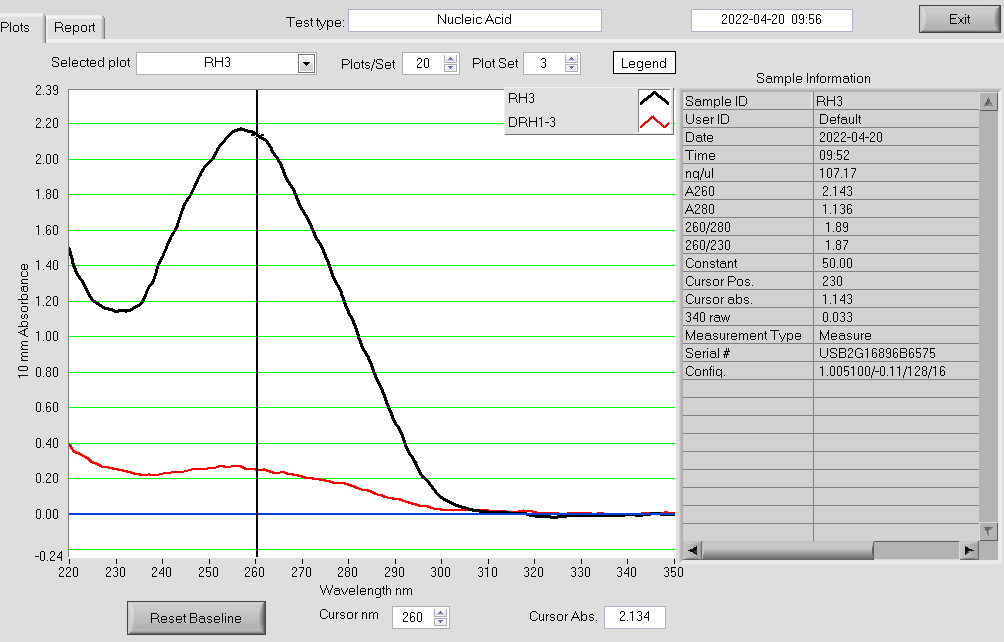 Plots Report Test type: Nucleic Acid 2022-04-20 09:56 Exit
Selected plot RH3 Plots/Set 20 Plot Set 3 Legend
Sample Information
RH3
DRH1-3
Sample ID RH3
User ID Default
Date 2022-04-20
Time 09:52
nq/ul 107.17
A260 2.143
A280 1.136
260/280 1.89
260/230 1.87
Constant 50.00
Cursor Pos. 230
Cursor abs. 1.143
340 raw 0.033
Measurement Type Measure
Serial # USB2G16896B6575
Confiq. 1.005100/-0.11/128/16
10 mm Absorbance
2.39
2.20
2.00
1.80
1.60
1.40
1.20
1.00
0.80
0.60
0.40
0.20
0.00
-0.24
220 230 240 250 260 270 280 290 300 310 320 330 340 350
Wavelength nm
Reset Baseline Cursor nm 260 Cursor Abs. 2.134